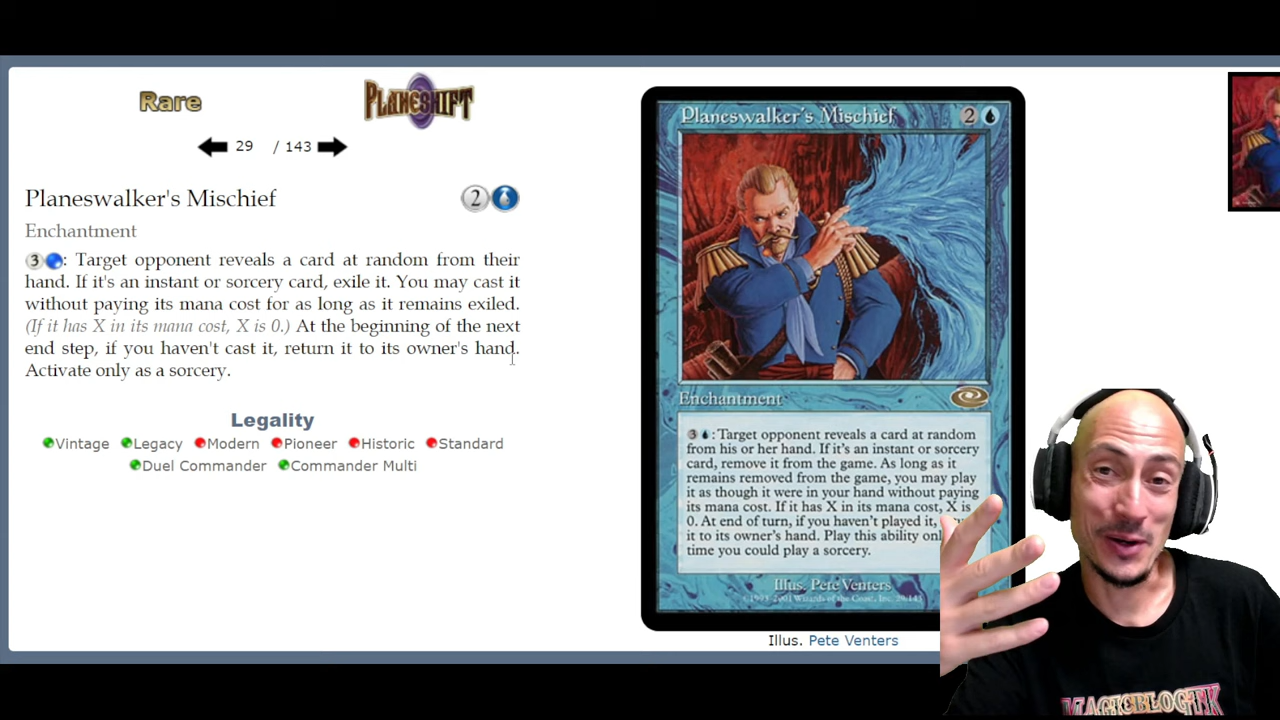 Rare
PLANESHIFT
29 / 143
Planeswalker's Mischief 2
Enchantment
3 : Target opponent reveals a card at random from their
hand. If it's an instant or sorcery card, exile it. You may cast it
without paying its mana cost for as long as it remains exiled.
(If it has X in its mana cost, X is 0.) At the beginning of the next
end step, if you haven't cast it, return it to its owner's hand.
Activate only as a sorcery.
Legality
Vintage Legacy Modern Pioneer Historic Standard
Duel Commander Commander Multi
Planeswalker's Mischief 2
Enchantment
3 : Target opponent reveals a card at random
from his or her hand. If it's an instant or sorcery
card, remove it from the game. As long as it
remains removed from the game, you may play
it as though it were in your hand without paying
its mana cost. If it has X in its mana cost, X is
0. At end of turn, if you haven't played it,
it to its owner's hand. Play this ability
time you could play a sorcery.
Illus. Pete Venters
29/143
Illus. Pete Venters
MAGICBLOGTK